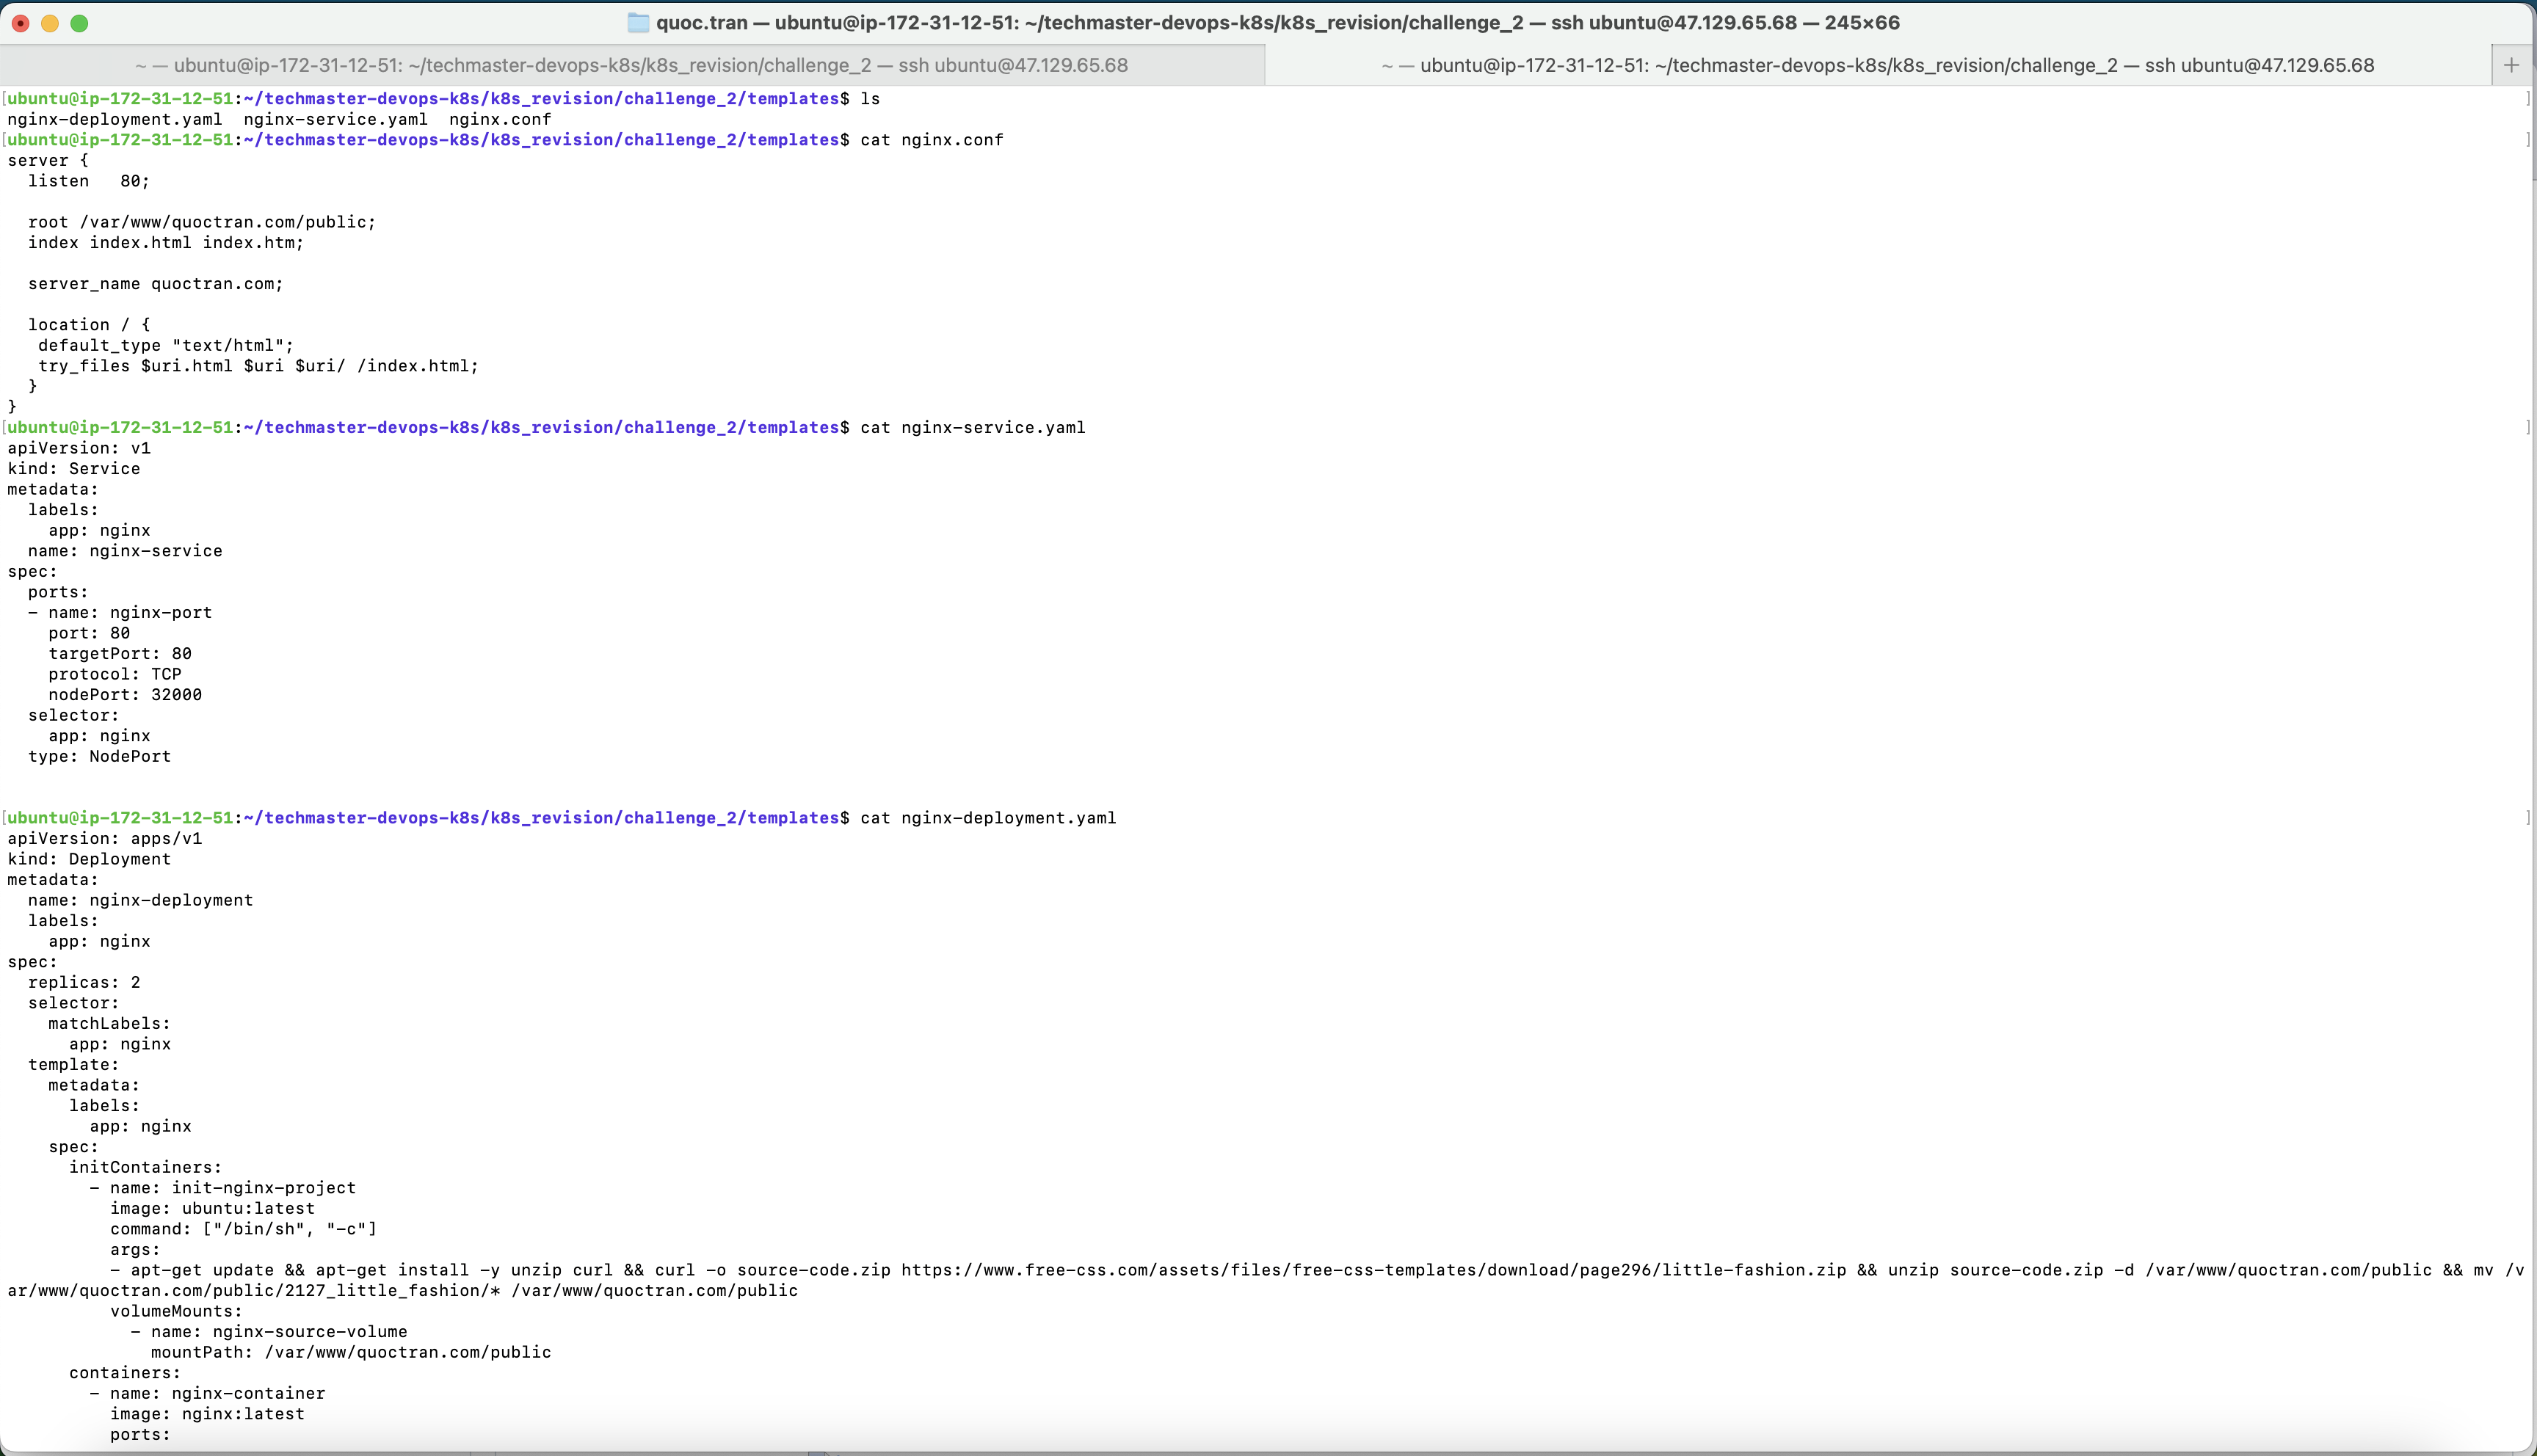 quoc.tran — ubuntu@ip-172-31-12-51: ~/techmaster-devops-k8s/k8s_revision/challenge_2 — ssh ubuntu@47.129.65.68 — 245×66
~ — ubuntu@ip-172-31-12-51: ~/techmaster-devops-k8s/k8s_revision/challenge_2 — ssh ubuntu@47.129.65.68
~ — ubuntu@ip-172-31-12-51: ~/techmaster-devops-k8s/k8s_revision/challenge_2 — ssh ubuntu@47.129.65.68 +
[ubuntu@ip-172-31-12-51:~/techmaster-devops-k8s/k8s_revision/challenge_2/templates$ ls ]
nginx-deployment.yaml  nginx-service.yaml  nginx.conf
[ubuntu@ip-172-31-12-51:~/techmaster-devops-k8s/k8s_revision/challenge_2/templates$ cat nginx.conf ]
server {
  listen   80;

  root /var/www/quoctran.com/public;
  index index.html index.htm;

  server_name quoctran.com;

  location / {
   default_type "text/html";
   try_files $uri.html $uri $uri/ /index.html;
  }
}
[ubuntu@ip-172-31-12-51:~/techmaster-devops-k8s/k8s_revision/challenge_2/templates$ cat nginx-service.yaml ]
apiVersion: v1
kind: Service
metadata:
  labels:
    app: nginx
  name: nginx-service
spec:
  ports:
  - name: nginx-port
    port: 80
    targetPort: 80
    protocol: TCP
    nodePort: 32000
  selector:
    app: nginx
  type: NodePort

[ubuntu@ip-172-31-12-51:~/techmaster-devops-k8s/k8s_revision/challenge_2/templates$ cat nginx-deployment.yaml ]
apiVersion: apps/v1
kind: Deployment
metadata:
  name: nginx-deployment
  labels:
    app: nginx
spec:
  replicas: 2
  selector:
    matchLabels:
      app: nginx
  template:
    metadata:
      labels:
        app: nginx
    spec:
      initContainers:
        - name: init-nginx-project
          image: ubuntu:latest
          command: ["/bin/sh", "-c"]
          args:
          - apt-get update && apt-get install -y unzip curl && curl -o source-code.zip https://www.free-css.com/assets/files/free-css-templates/download/page296/little-fashion.zip && unzip source-code.zip -d /var/www/quoctran.com/public && mv /v
ar/www/quoctran.com/public/2127_little_fashion/* /var/www/quoctran.com/public
          volumeMounts:
            - name: nginx-source-volume
              mountPath: /var/www/quoctran.com/public
      containers:
        - name: nginx-container
          image: nginx:latest
          ports: